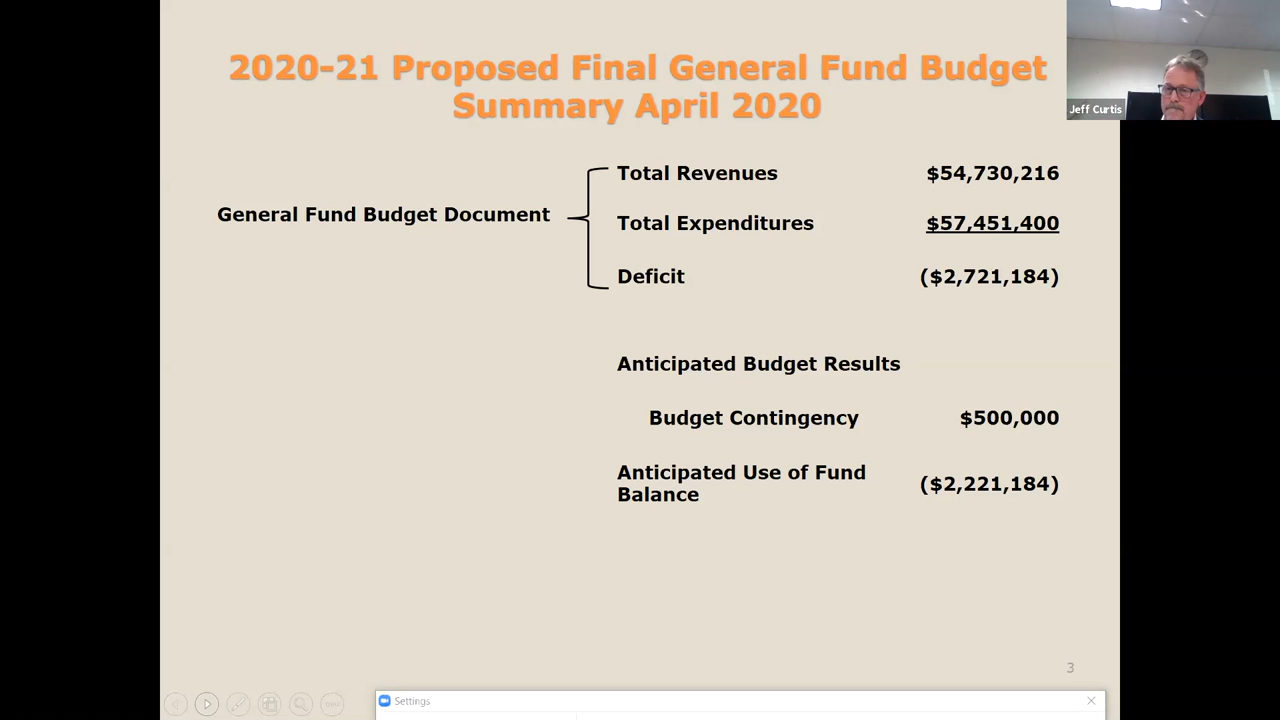 2020-21 Proposed Final General Fund Budget
Summary April 2020
Jeff Curtis
General Fund Budget Document
Total Revenues $54,730,216
Total Expenditures $57,451,400
Deficit ($2,721,184)
Anticipated Budget Results
Budget Contingency $500,000
Anticipated Use of Fund
Balance ($2,221,184)
3
Settings